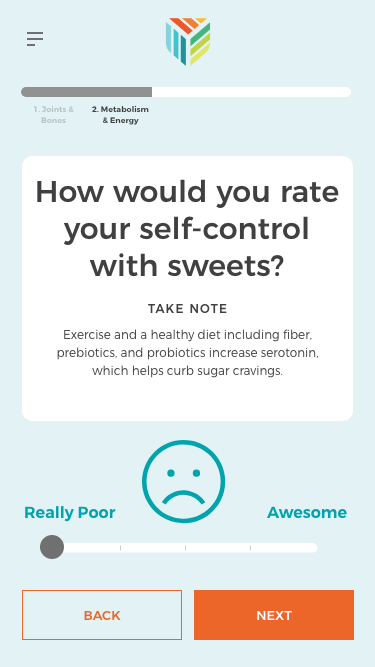 1. Joints & 2. Metabolism
Bones & Energy
How would you rate
your self-control
with sweets?
TAKE NOTE
Exercise and a healthy diet including fiber,
prebiotics, and probiotics increase serotonin,
which helps curb sugar cravings.
Really Poor Awesome
BACK NEXT